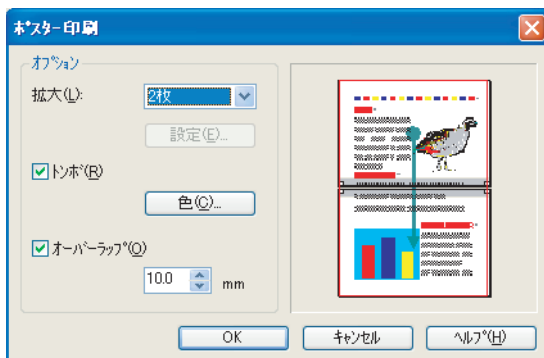 ポスター印刷
オプション
拡大(L):
2枚
設定(E)...
トンボ(R)
色(C)...
オーバーラップ(O)
10.0 mm
OK キャンセル ヘルプ(H)